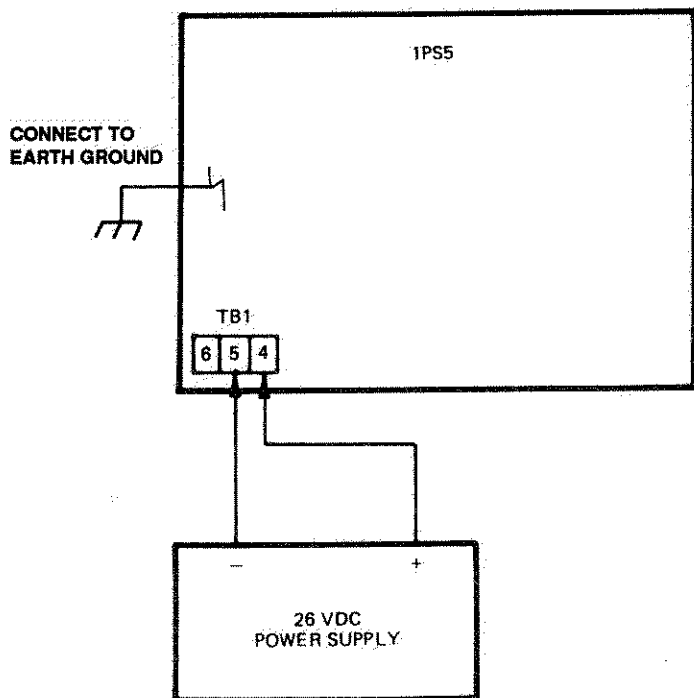 1PS5
CONNECT TO
EARTH GROUND
TB1
6 5 4
– +
26 VDC
POWER SUPPLY